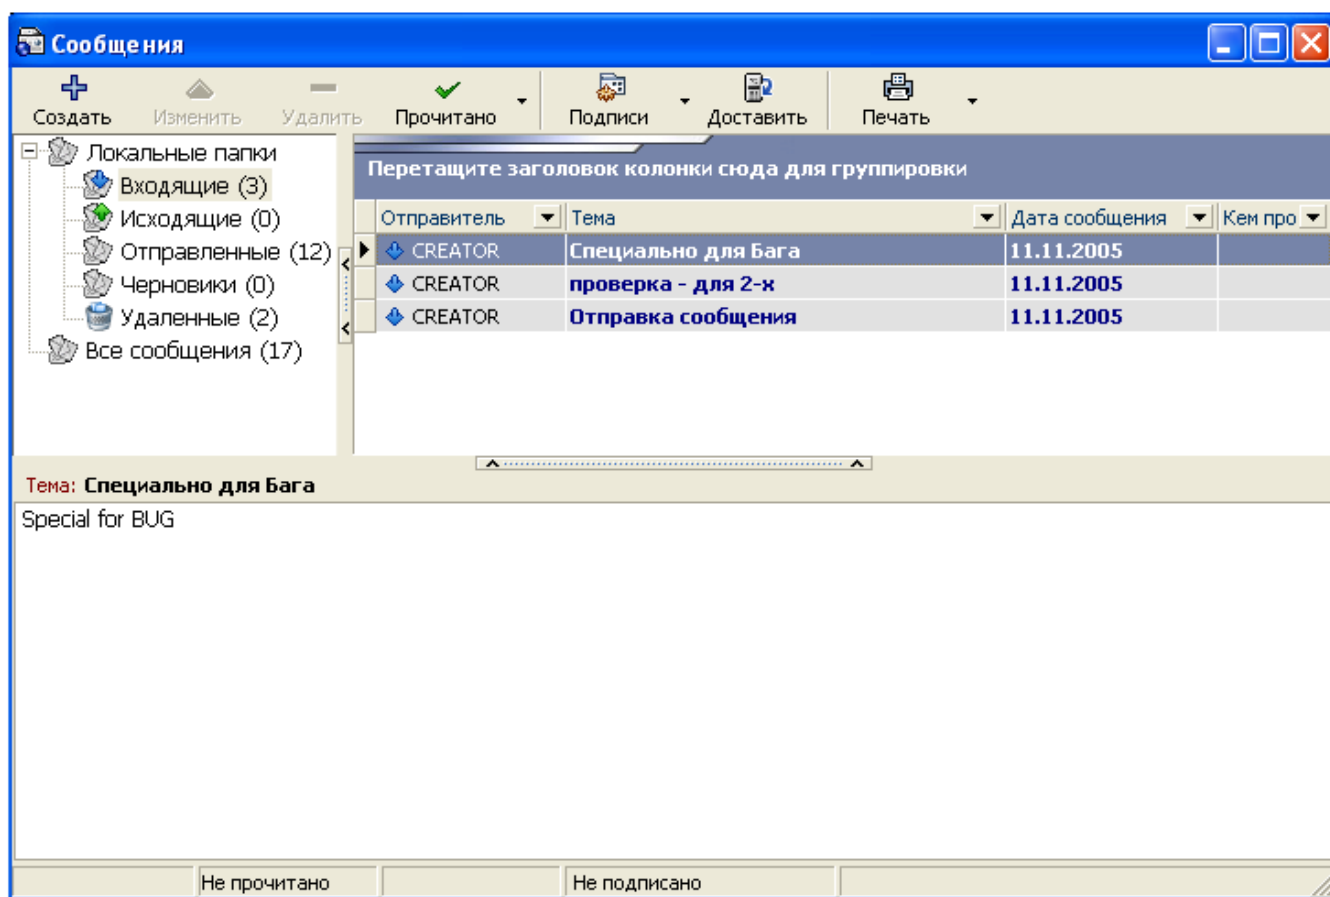 Сообщения
Создать Изменить Удалить Прочитано Подписи Доставить Печать
Локальные папки
Входящие (3)
Исходящие (0)
Отправленные (12)
Черновики (0)
Удаленные (2)
Все сообщения (17)
Перетащите заголовок колонки сюда для группировки
Отправитель Тема Дата сообщения Кем про
CREATOR Специально для Бага 11.11.2005
CREATOR проверка - для 2-х 11.11.2005
CREATOR Отправка сообщения 11.11.2005
Тема: Специально для Бага
Special for BUG
Не прочитано Не подписано